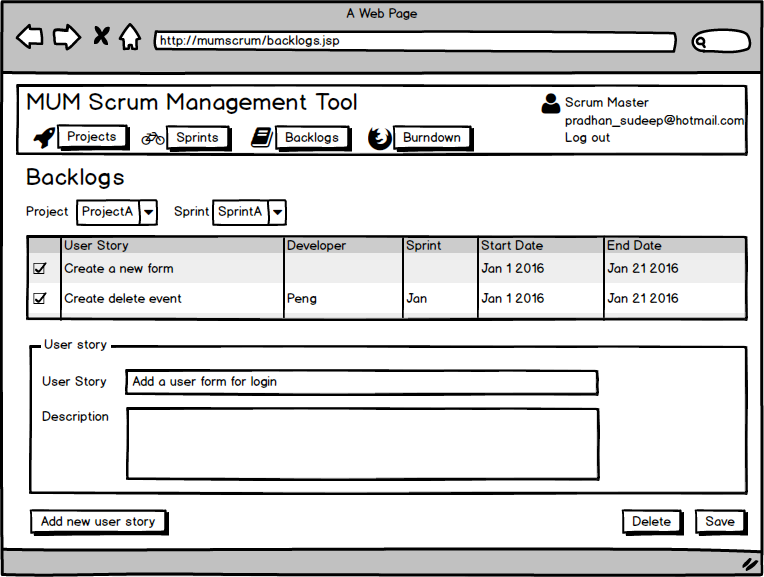 A Web Page
http://mumscrum/backlogs.jsp
MUM Scrum Management Tool
Scrum Master
pradhan_sudeep@hotmail.com
Log out
Projects Sprints Backlogs Burndown
Backlogs
Project ProjectA Sprint SprintA
User Story Developer Sprint Start Date End Date
Create a new form Jan 1 2016 Jan 21 2016
Create delete event Peng Jan Jan 1 2016 Jan 21 2016
User story
User Story Add a user form for login
Description
Add new user story Delete Save